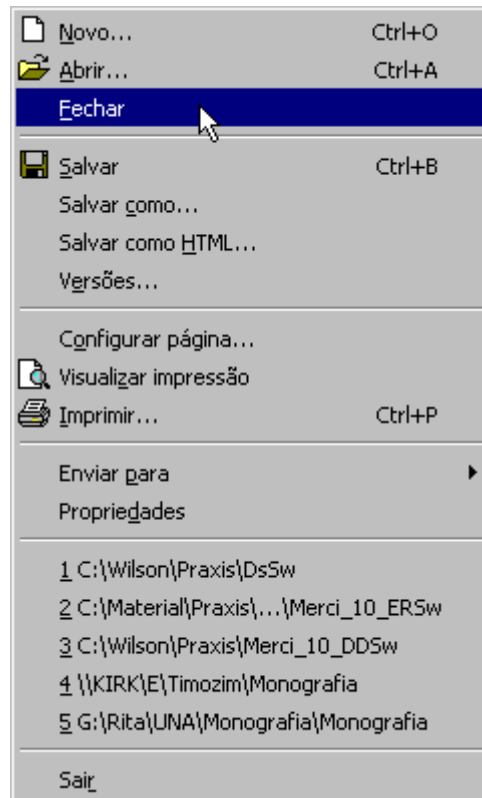 Novo... Ctrl+O
Abrir... Ctrl+A
Fechar
Salvar Ctrl+B
Salvar como...
Salvar como HTML...
Versões...
Configurar página...
Visualizar impressão
Imprimir... Ctrl+P
Enviar para
Propriedades
1 C:\Wilson\Praxis\DsSw
2 C:\Material\Praxis\...\Merci_10_ERSw
3 C:\Wilson\Praxis\Merci_10_DDSw
4 \\KIRK\E\Timozim\Monografia
5 G:\Rita\UNA\Monografia\Monografia
Sair